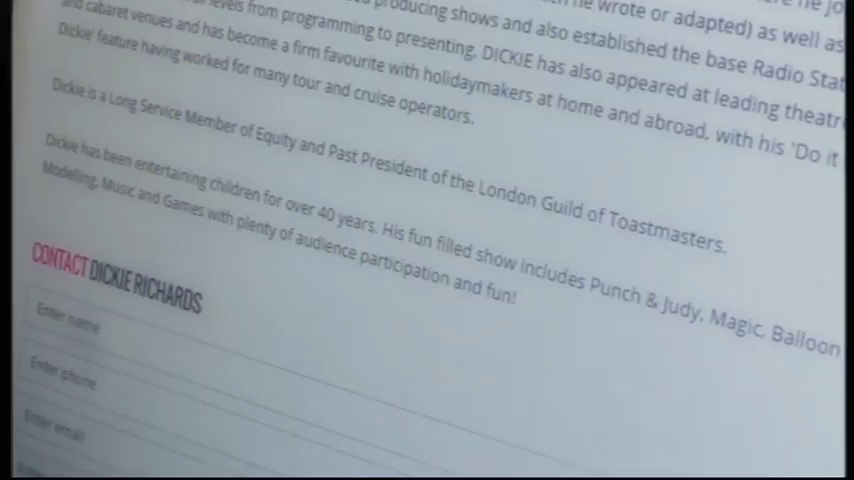 producing shows and also established the base Radio Stat
wrote or adapted) as well as
levels from programming to presenting. DICKIE has also appeared at leading theatre
and cabaret venues and has become a firm favourite with holidaymakers at home and abroad, with his 'Do it
Dickie' feature having worked for many tour and cruise operators.
Dickie is a Long Service Member of Equity and Past President of the London Guild of Toastmasters.
Dickie has been entertaining children for over 40 years. His fun filled show includes Punch & Judy, Magic, Balloon
Modelling, Music and Games with plenty of audience participation and fun!
CONTACT DICKIE RICHARDS
Enter name
Enter phone
Enter email